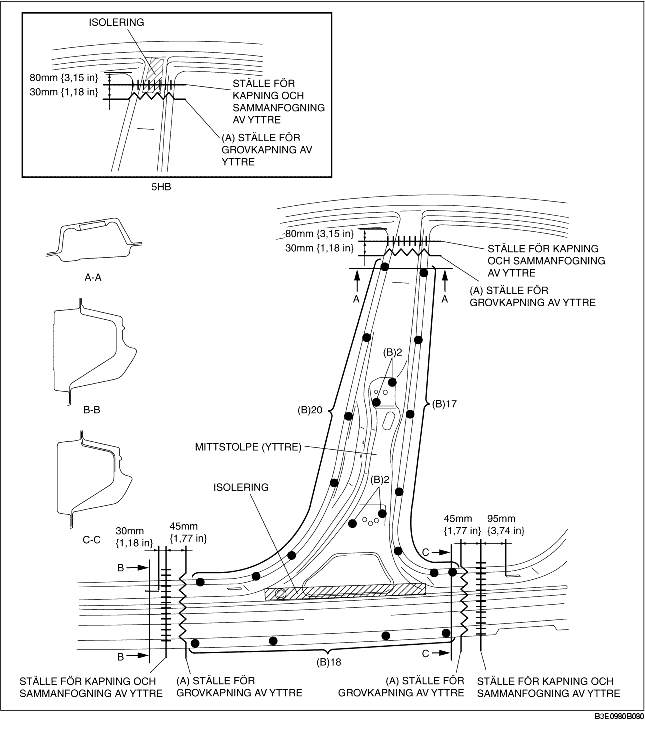 ISOLERING
80mm {3,15 in}
30mm {1,18 in}
STÄLLE FÖR
KAPNING OCH
SAMMANFOGNING
AV YTTRE
(A) STÄLLE FÖR
GROVKAPNING AV
YTTRE
5HB
80mm {3,15 in}
30mm {1,18 in}
STÄLLE FÖR KAPNING
OCH SAMMANFOGNING
AV YTTRE
(A) STÄLLE FÖR
GROVKAPNING AV YTTRE
A
A
A-A
B-B
C-C
(B)2
(B)20
(B)17
MITTSTOLPE (YTTRE)
(B)2
ISOLERING
30mm
{1,18 in}
45mm
{1,77 in}
45mm
{1,77 in}
95mm
{3,74 in}
B
C
B
C
(B)18
STÄLLE FÖR KAPNING OCH
SAMMANFOGNING AV YTTRE
(A) STÄLLE FÖR
GROVKAPNING AV YTTRE
(A) STÄLLE FÖR
GROVKAPNING AV YTTRE
STÄLLE FÖR KAPNING OCH
SAMMANFOGNING AV YTTRE
B3E0980B080